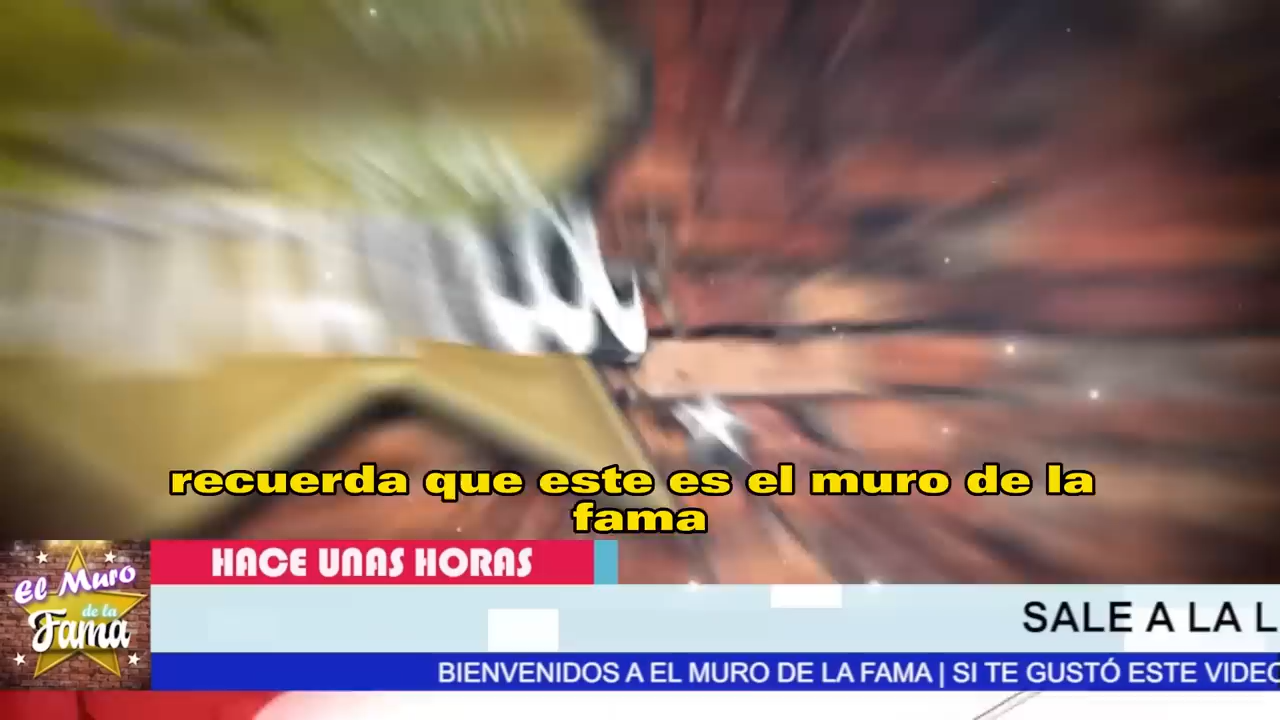 recuerda que este es el muro de la
fama
HACE UNAS HORAS
El Muro
de la
Fama
SALE A LA L
BIENVENIDOS A EL MURO DE LA FAMA | SI TE GUSTÓ ESTE VIDEO